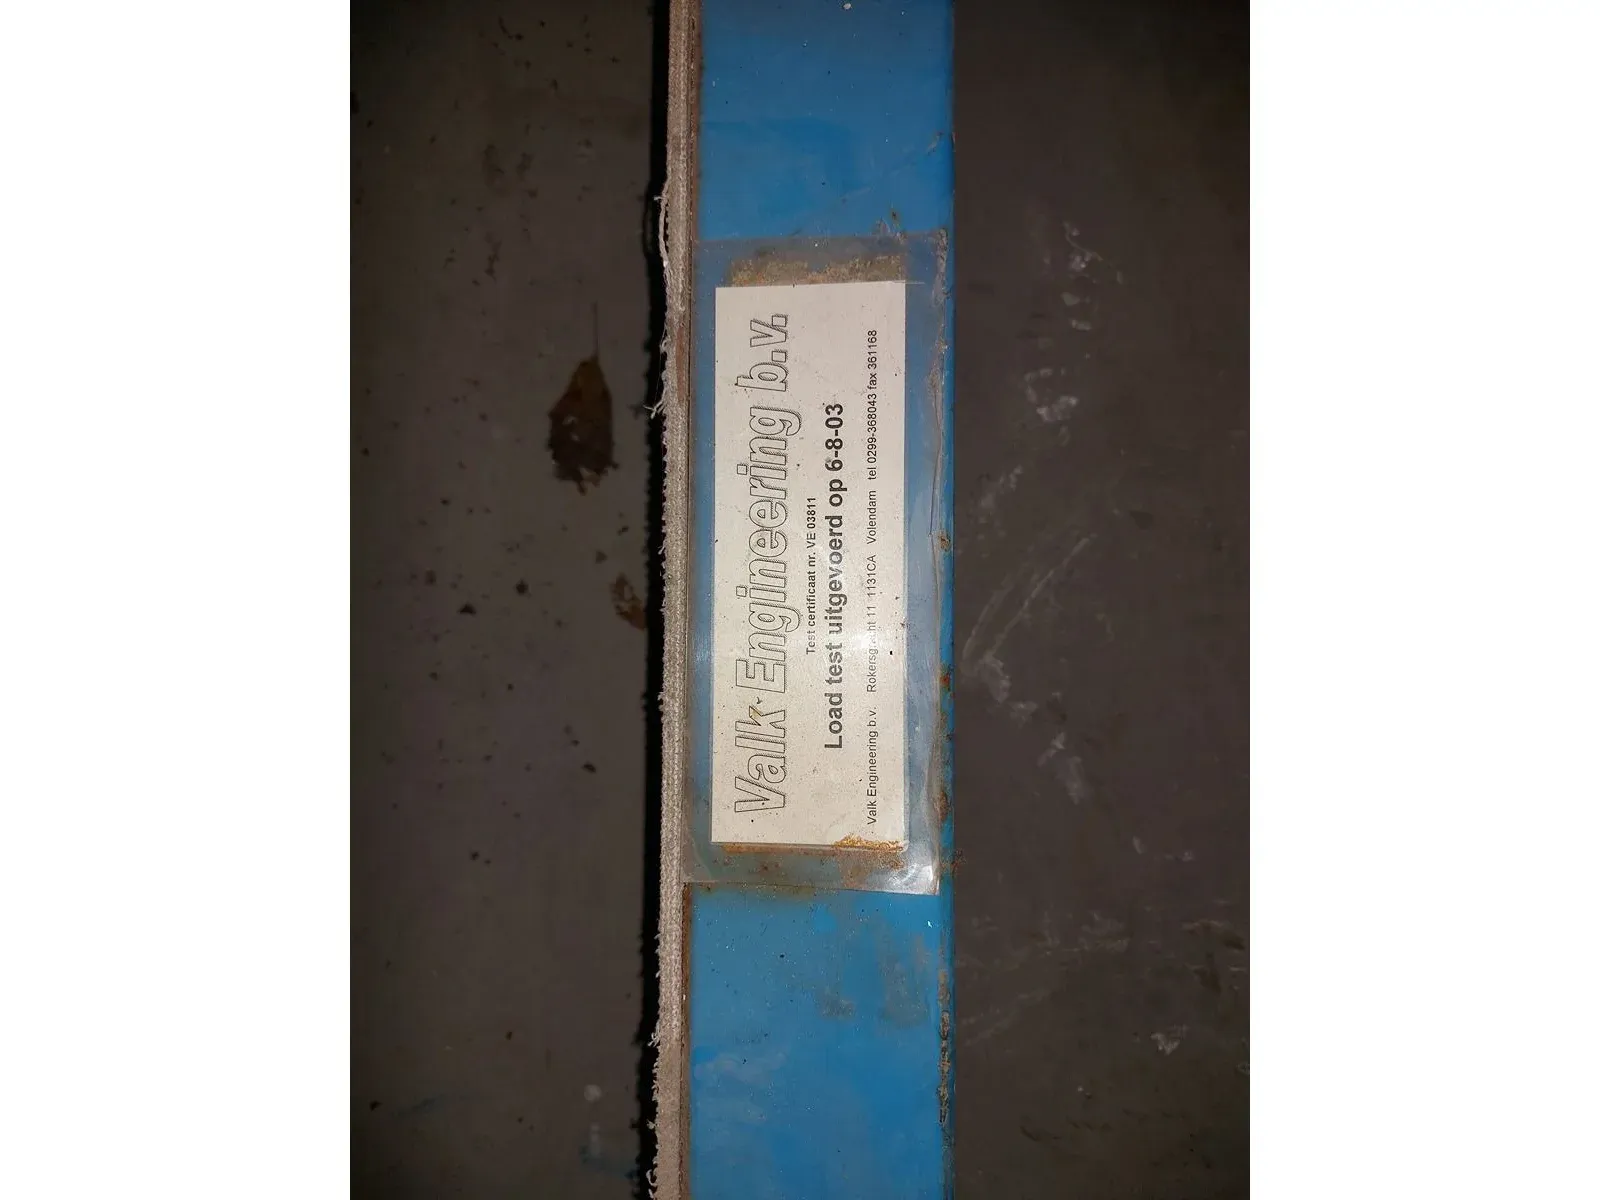 Valk Engineering b.v.
Test certificaat nr. VE 03811
Load test uitgevoerd op 6-8-03
Valk Engineering b.v. 11 1131CA Volendam tel 0299-368043 fax 361168